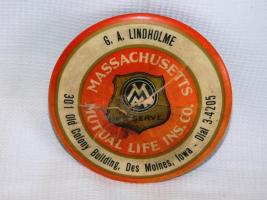 G. A. LINDHOLME
MASSACHUSETTS
MUTUAL LIFE INS. CO.
SERVE
301 Old Colony Building, Des Moines, Iowa - Dial 3-4205